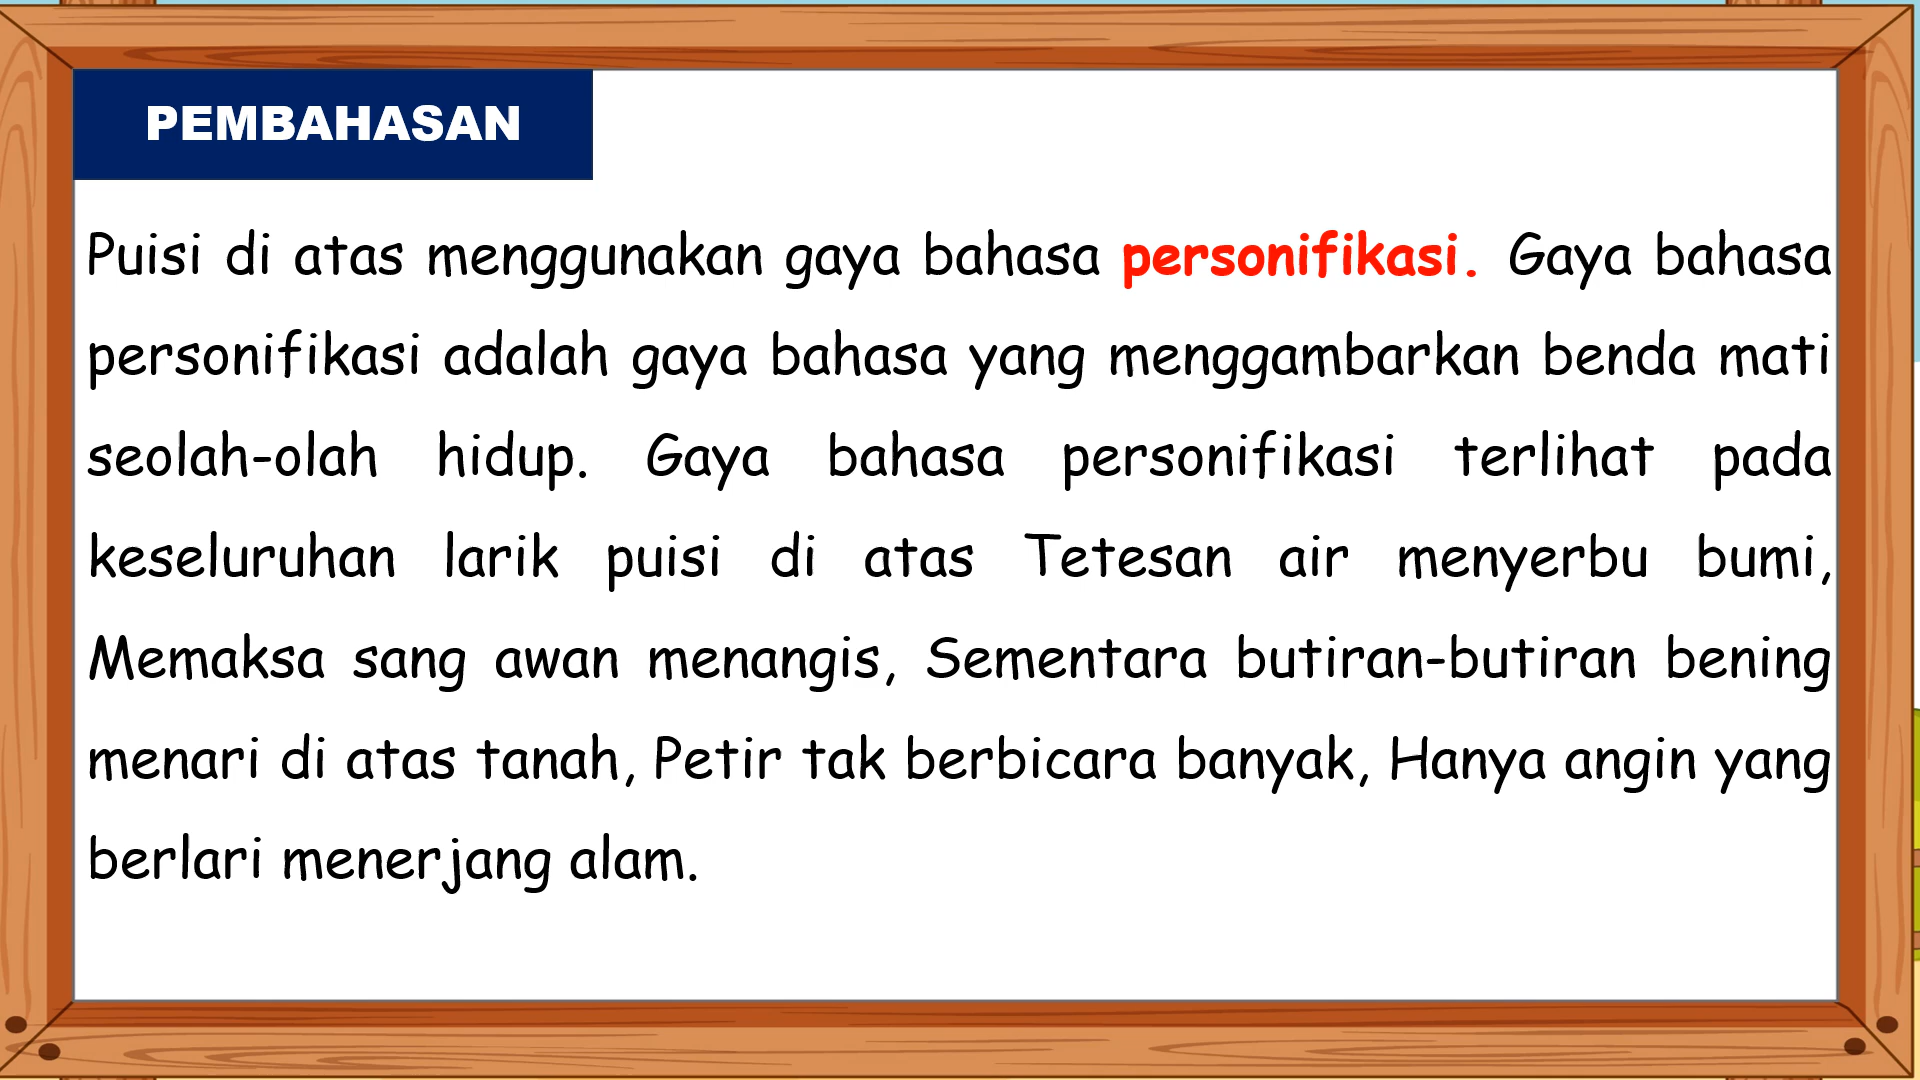 PEMBAHASAN
Puisi di atas menggunakan gaya bahasa personifikasi. Gaya bahasa
personifikasi adalah gaya bahasa yang menggambarkan benda mati
seolah-olah hidup. Gaya bahasa personifikasi terlihat pada
keseluruhan larik puisi di atas Tetesan air menyerbu bumi,
Memaksa sang awan menangis, Sementara butiran-butiran bening
menari di atas tanah, Petir tak berbicara banyak, Hanya angin yang
berlari menerjang alam.